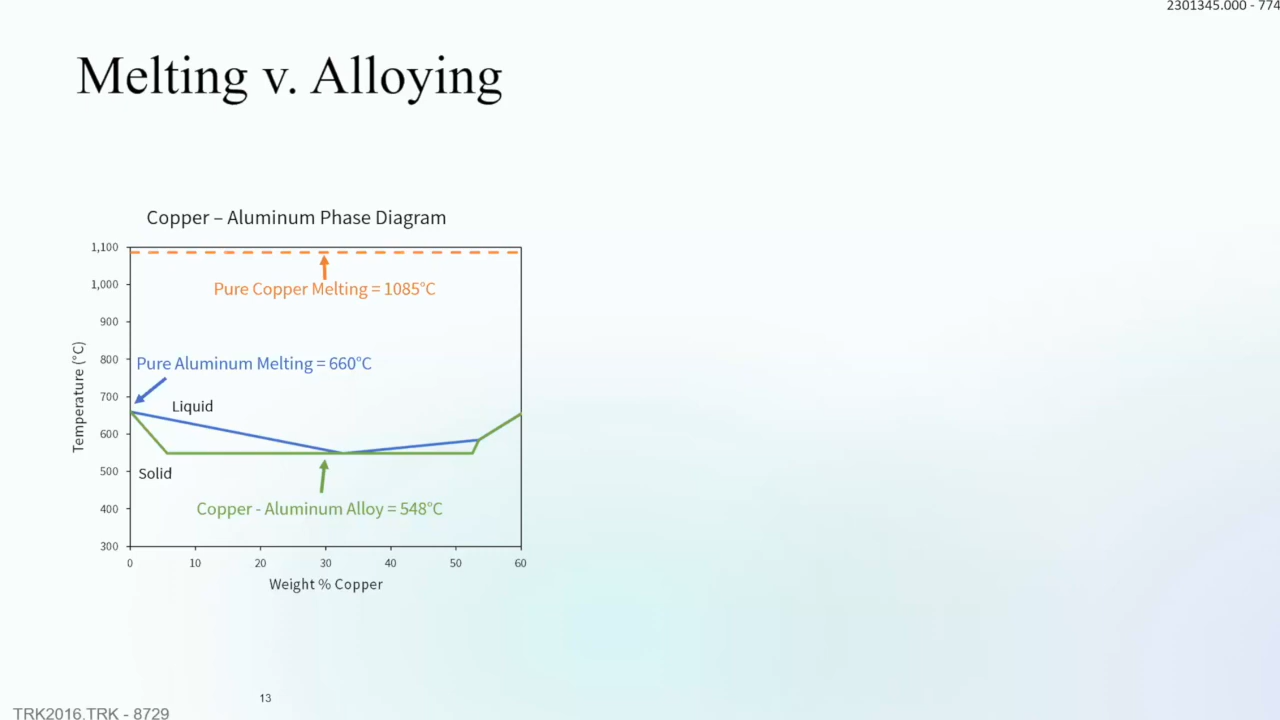 2301345.000 - 774
Melting v. Alloying
Copper – Aluminum Phase Diagram
1,100
1,000
900
800
700
600
500
400
300
Temperature (°C)
Pure Copper Melting = 1085°C
Pure Aluminum Melting = 660°C
Liquid
Solid
Copper - Aluminum Alloy = 548°C
0 10 20 30 40 50 60
Weight % Copper
13
TRK2016.TRK - 8729